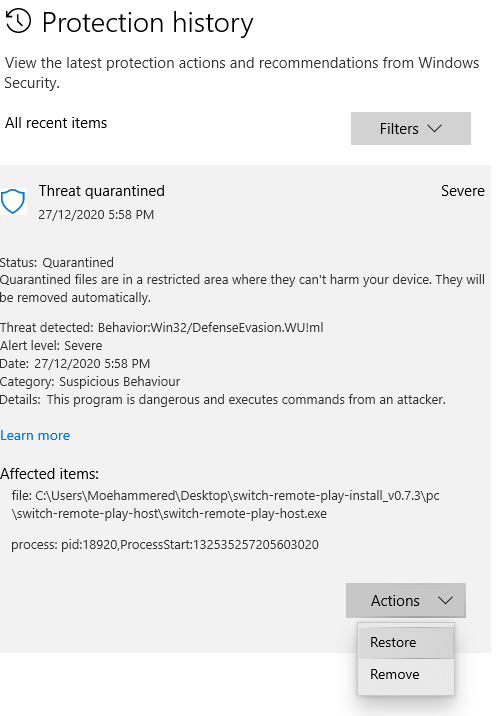 Protection history
View the latest protection actions and recommendations from Windows
Security.
All recent items
Filters
Threat quarantined
Severe
27/12/2020 5:58 PM
Status: Quarantined
Quarantined files are in a restricted area where they can't harm your device. They will
be removed automatically.
Threat detected: Behavior:Win32/DefenseEvasion.WU!ml
Alert level: Severe
Date: 27/12/2020 5:58 PM
Category: Suspicious Behaviour
Details: This program is dangerous and executes commands from an attacker.
Learn more
Affected items:
file: C:\Users\Moehammered\Desktop\switch-remote-play-install_v0.7.3\pc
\switch-remote-play-host\switch-remote-play-host.exe
process: pid:18920,ProcessStart:132535257205603020
Actions
Restore
Remove